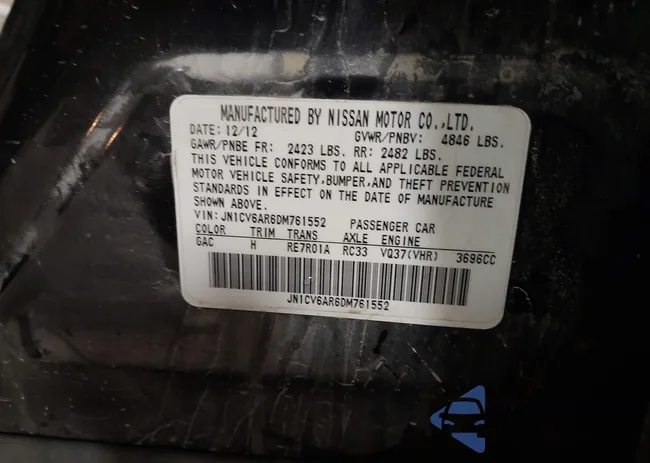 MANUFACTURED BY NISSAN MOTOR CO.,LTD.
DATE: 12/12 GVWR/PNBV: 4846 LBS.
GAWR/PNBE FR: 2423 LBS. RR: 2482 LBS.
THIS VEHICLE CONFORMS TO ALL APPLICABLE FEDERAL
MOTOR VEHICLE SAFETY,BUMPER,AND THEFT PREVENTION
STANDARDS IN EFFECT ON THE DATE OF MANUFACTURE
SHOWN ABOVE.
VIN: JN1CV6AR6DM761552 PASSENGER CAR
COLOR TRIM TRANS AXLE ENGINE
GAC H RE7R01A RC33 VQ37(VHR) 3696CC
JN1CV6AR6DM761552